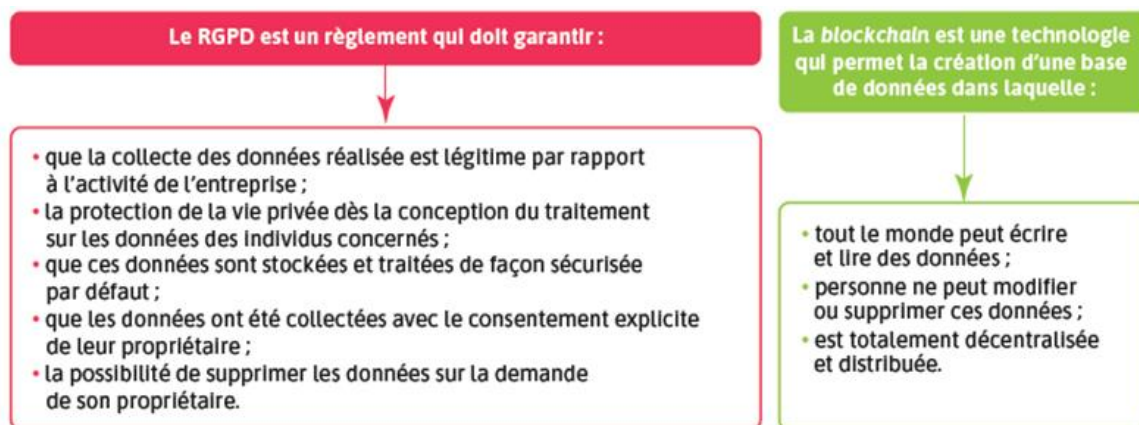 Le RGPD est un règlement qui doit garantir :
• que la collecte des données réalisée est légitime par rapport
à l'activité de l'entreprise ;
• la protection de la vie privée dès la conception du traitement
sur les données des individus concernés ;
• que ces données sont stockées et traitées de façon sécurisée
par défaut ;
• que les données ont été collectées avec le consentement explicite
de leur propriétaire ;
• la possibilité de supprimer les données sur la demande
de son propriétaire.
La blockchain est une technologie
qui permet la création d'une base
de données dans laquelle :
• tout le monde peut écrire
et lire des données ;
• personne ne peut modifier
ou supprimer ces données ;
• est totalement décentralisée
et distribuée.